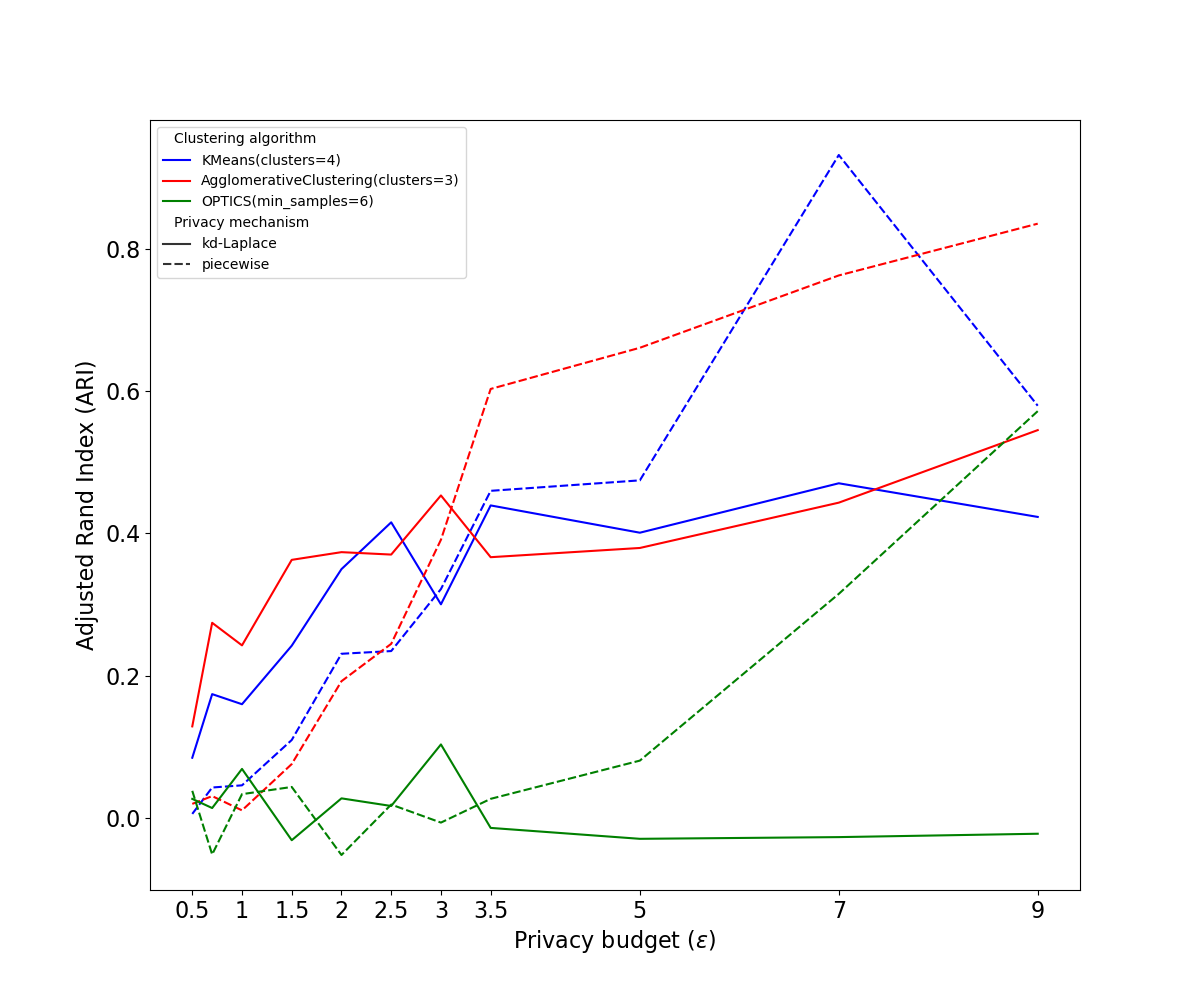 Clustering algorithm
KMeans(clusters=4)
AgglomerativeClustering(clusters=3)
OPTICS(min_samples=6)
Privacy mechanism
kd-Laplace
piecewise
Adjusted Rand Index (ARI)
0.8
0.6
0.4
0.2
0.0
0.5 1 1.5 2 2.5 3 3.5 5 7 9
Privacy budget (ε)